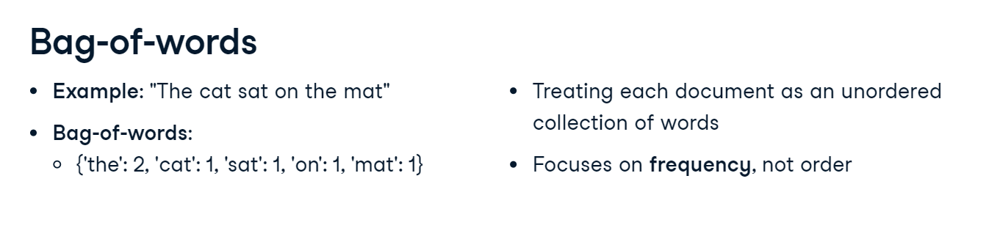 Bag-of-words
• Example: "The cat sat on the mat"
• Bag-of-words:
◦ {'the': 2, 'cat': 1, 'sat': 1, 'on': 1, 'mat': 1}
• Treating each document as an unordered
collection of words
• Focuses on frequency, not order